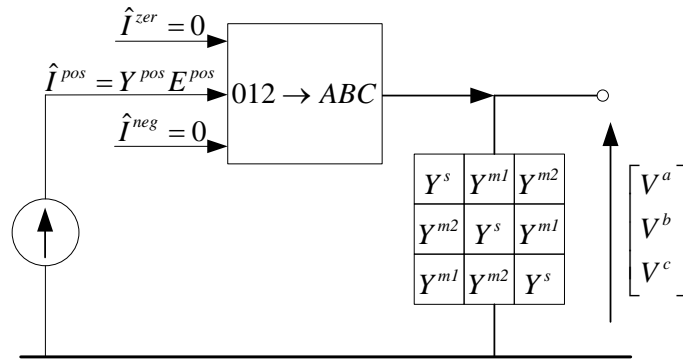 Î^{zer} = 0
Î^{pos} = Y^{pos} E^{pos}
012 → ABC
Î^{neg} = 0
Y^s Y^{m1} Y^{m2}
Y^{m2} Y^s Y^{m1}
Y^{m1} Y^{m2} Y^s
V^a
V^b
V^c